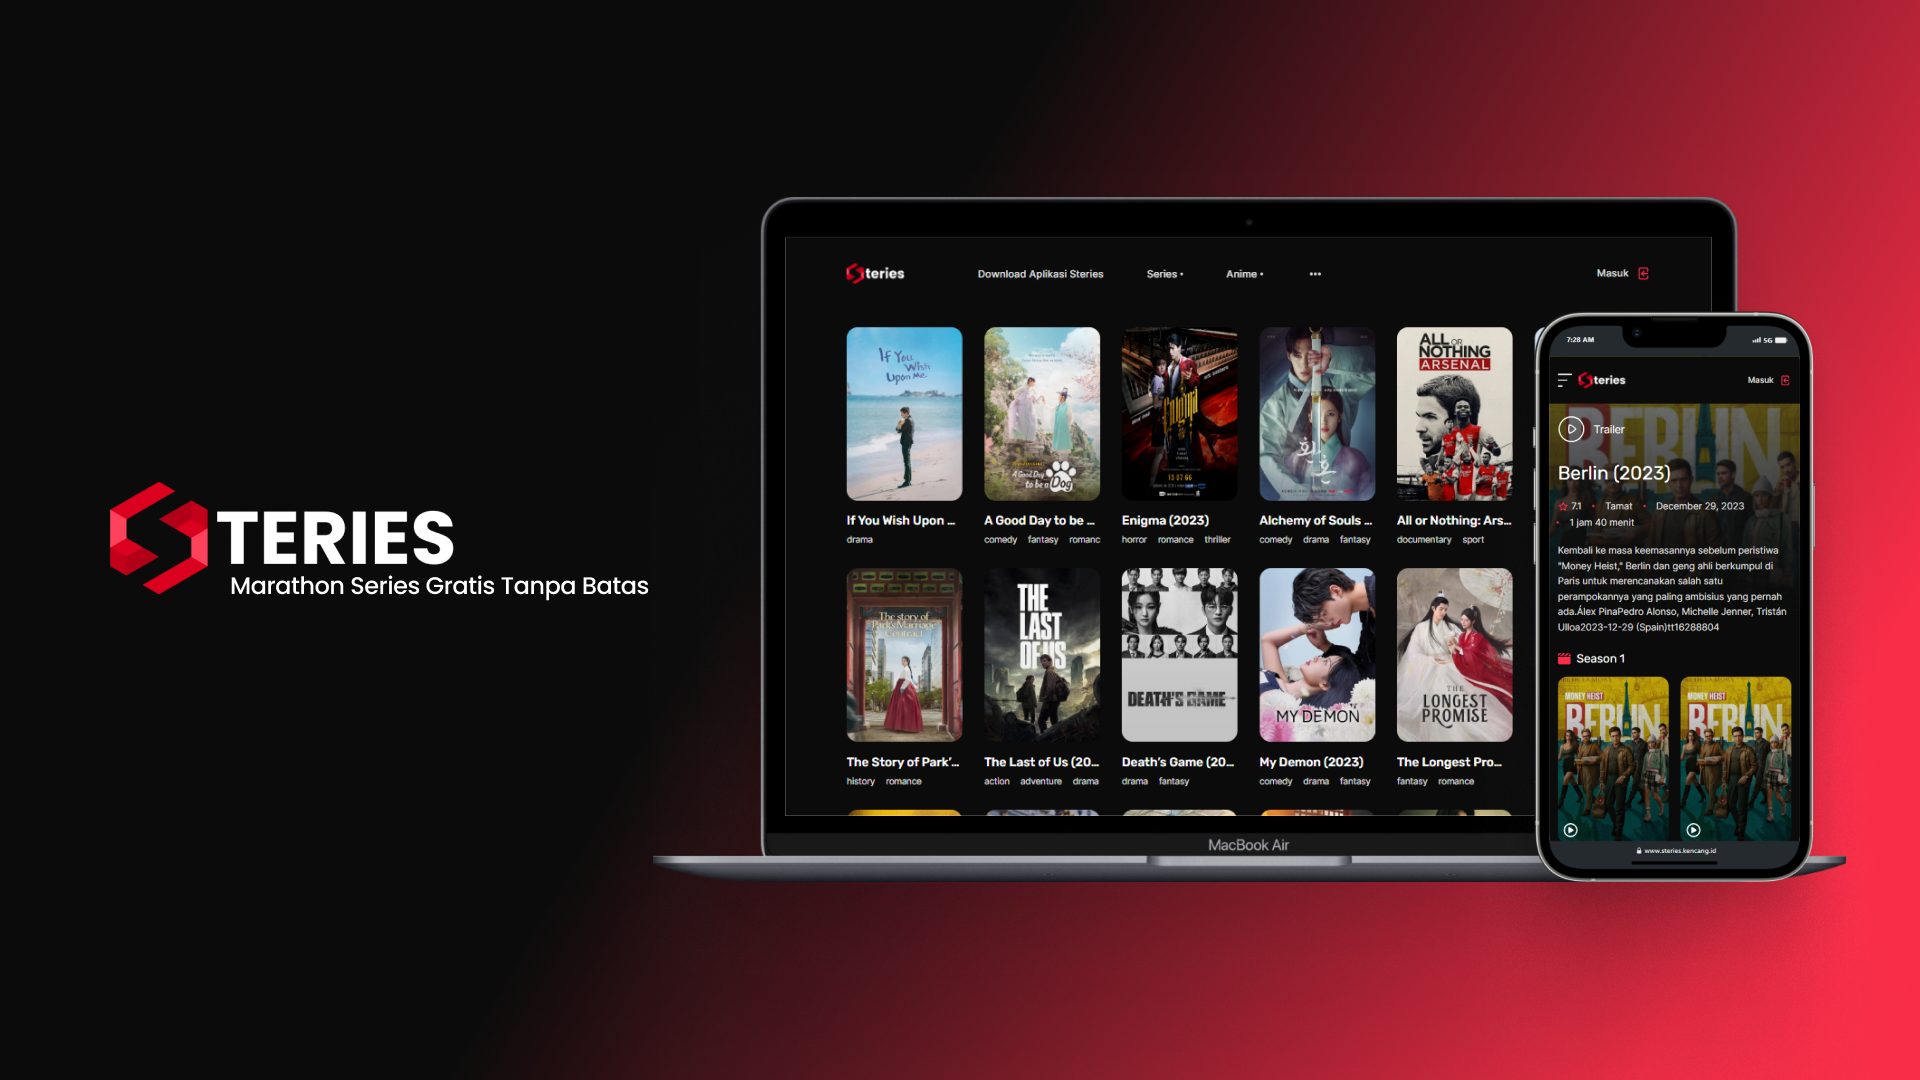 STERIES
Marathon Series Gratis Tanpa Batas
Steries
Download Aplikasi Steries
Series •
Anime •
•••
Masuk
If You Wish Upon Me
A Good Day to be a Dog
Enigma
15·07·66
ALL OR NOTHING
ARSENAL
환혼
If You Wish Upon ...
A Good Day to be ...
Enigma (2023)
Alchemy of Souls ...
All or Nothing: Ars...
drama
comedy fantasy romanc
horror romance thriller
comedy drama fantasy
documentary sport
The story of Park's Marriage Contract
THE LAST OF US
DEATH'S GAME
MY DEMON
THE LONGEST PROMISE
The Story of Park'...
The Last of Us (20...
Death's Game (20...
My Demon (2023)
The Longest Pro...
history romance
action adventure drama
drama fantasy
comedy drama fantasy
fantasy romance
MacBook Air
7:28 AM
5G
Steries
Masuk
BERLIN
Trailer
Berlin (2023)
7.1 • Tamat • December 29, 2023
• 1 jam 40 menit
Kembali ke masa keemasannya sebelum peristiwa
"Money Heist," Berlin dan geng ahli berkumpul di
Paris untuk merencanakan salah satu
perampokannya yang paling ambisius yang pernah
ada.Álex PinaPedro Alonso, Michelle Jenner, Tristán
Ulloa2023-12-29 (Spain)tt16288804
Season 1
MONEY HEIST
BERLIN
MONEY HEIST
BERLIN
www.steries.kencang.id